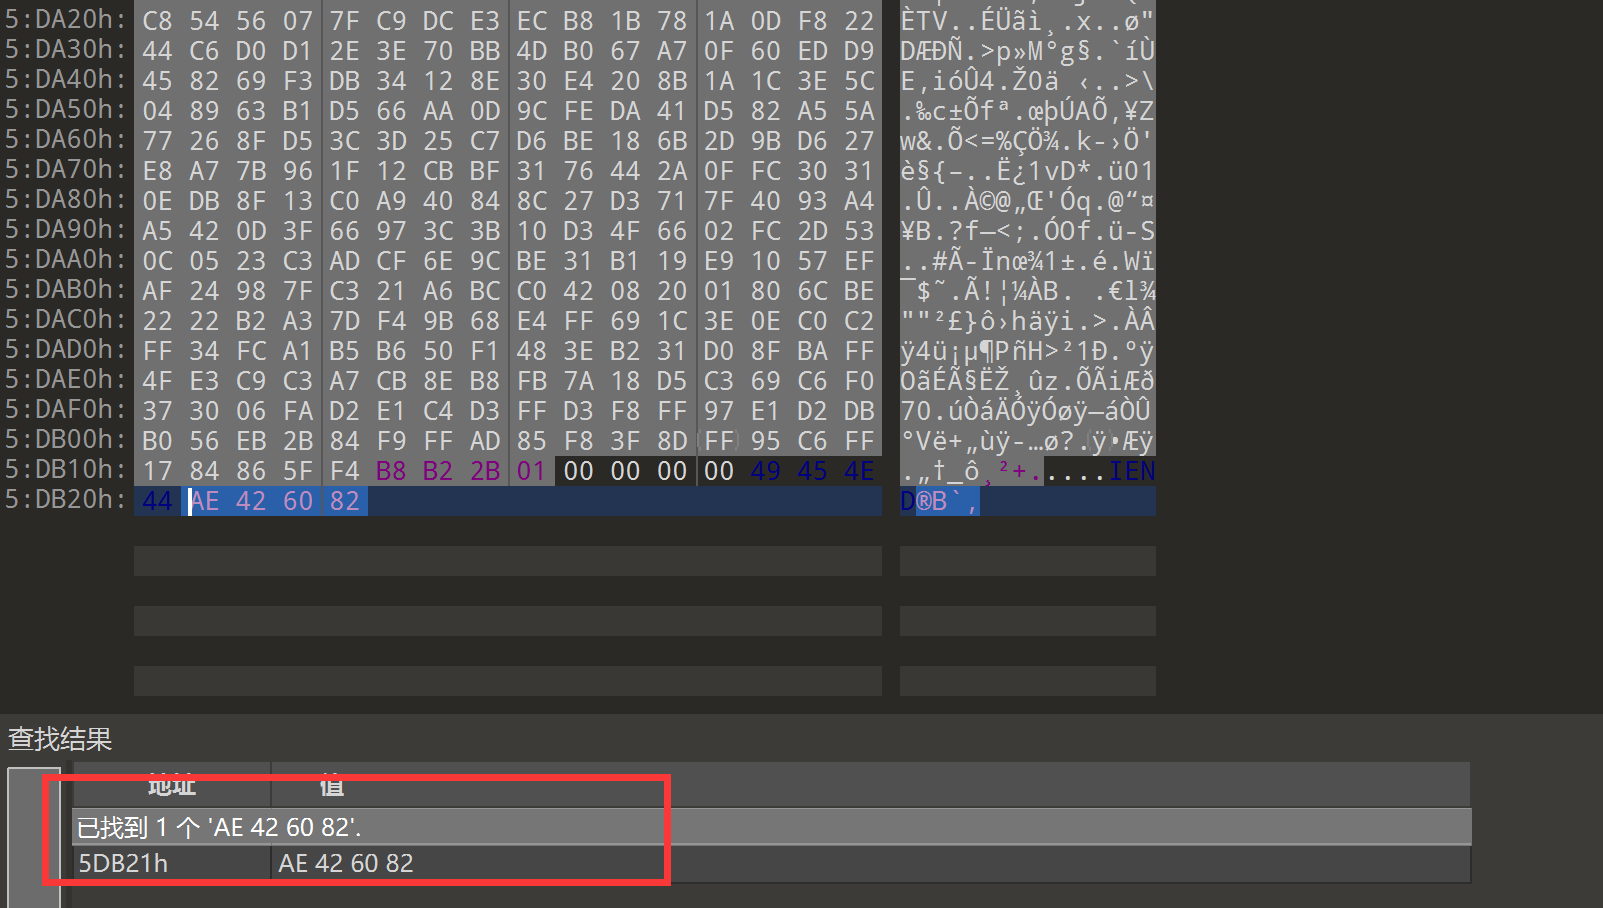 5:DA20h: C8 54 56 07 7F C9 DC E3 EC B8 1B 78 1A 0D F8 22 ÈTV..ÉÜãì¸.x..ø"
5:DA30h: 44 C6 D0 D1 2E 3E 70 BB 4D B0 67 A7 0F 60 ED D9 DÆÐÑ.>p»M°g§.`íÙ
5:DA40h: 45 82 69 F3 DB 34 12 8E 30 E4 20 8B 1A 1C 3E 5C E‚ióÛ4.Ž0ä ‹..>\
5:DA50h: 04 89 63 B1 D5 66 AA 0D 9C FE DA 41 D5 82 A5 5A .‰c±Õfª.œþÚAÕ‚¥Z
5:DA60h: 77 26 8F D5 3C 3D 25 C7 D6 BE 18 6B 2D 9B D6 27 w&.Õ<=%ÇÖ¾.k-›Ö'
5:DA70h: E8 A7 7B 96 1F 12 CB BF 31 76 44 2A 0F FC 30 31 è§{–..Ë¿1vD*.ü01
5:DA80h: 0E DB 8F 13 C0 A9 40 84 8C 27 D3 71 7F 40 93 A4 .Û..À©@„Œ'Óq.@“¤
5:DA90h: A5 42 0D 3F 66 97 3C 3B 10 D3 4F 66 02 FC 2D 53 ¥B.?f—<;.ÓOf.ü-S
5:DAA0h: 0C 05 23 C3 AD CF 6E 9C BE 31 B1 19 E9 10 57 EF ..#Ã-Ïnœ¾1±.é.Wï
5:DAB0h: AF 24 98 7F C3 21 A6 BC C0 42 08 20 01 80 6C BE ¯$˜.Ã!¦¼ÀB. .€l¾
5:DAC0h: 22 22 B2 A3 7D F4 9B 68 E4 FF 69 1C 3E 0E C0 C2 ""²£}ô›häÿi.>.ÀÂ
5:DAD0h: FF 34 FC A1 B5 B6 50 F1 48 3E B2 31 D0 8F BA FF ÿ4ü¡µ¶PñH>²1Ð.ºÿ
5:DAE0h: 4F E3 C9 C3 A7 CB 8E B8 FB 7A 18 D5 C3 69 C6 F0 OãÉÃ§ËŽ¸ûz.ÕÃiÆð
5:DAF0h: 37 30 06 FA D2 E1 C4 D3 FF D3 F8 FF 97 E1 D2 DB 70.úÒáÄÓÿÓøÿ—áÒÛ
5:DB00h: B0 56 EB 2B 84 F9 FF AD 85 F8 3F 8D FF 95 C6 FF °Vë+„ùÿ-…ø?.ÿ•Æÿ
5:DB10h: 17 84 86 5F F4 B8 B2 2B 01 00 00 00 00 49 45 4E .„†_ô¸²+.....IEN
5:DB20h: 44 AE 42 60 82 D®B`‚
查找结果
地址 值
已找到 1 个 'AE 42 60 82'.
5DB21h AE 42 60 82